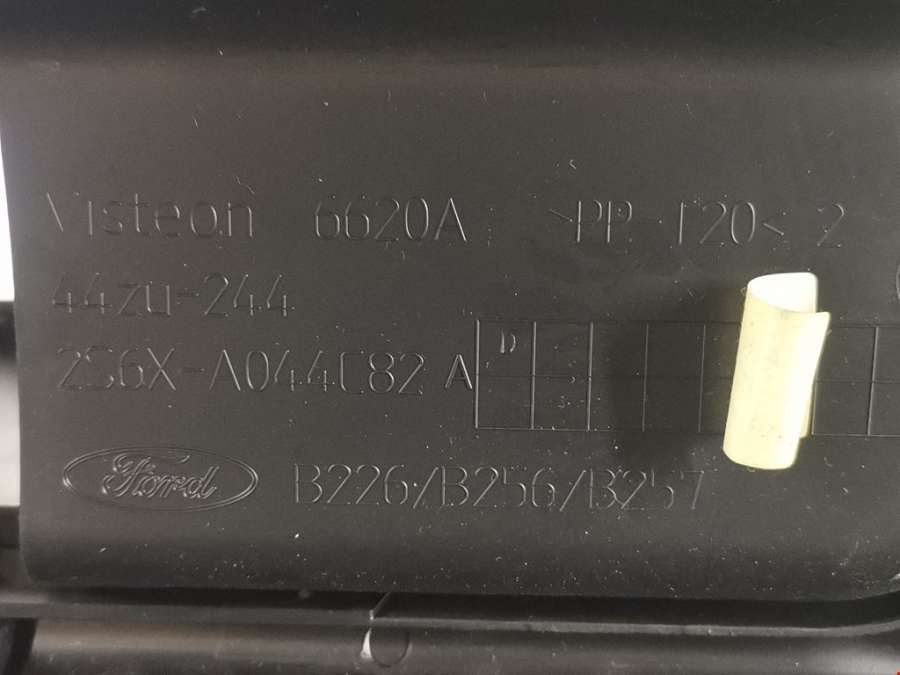 Visteon 6620A >PP-T20< 2
44zu-244
2S6X-A044C82 A
D
Ford B226/B256/B257